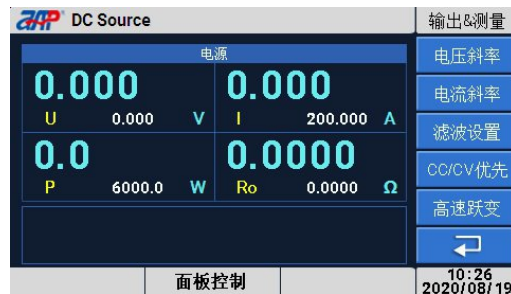 AAP DC Source
输出&测量
电源
0.000
0.000
U 0.000 V
I 200.000 A
0.0
0.0000
P 6000.0 W
Ro 0.0000 Ω
电压斜率
电流斜率
滤波设置
CC/CV优先
高速跃变
面板控制
10:26
2020/08/19